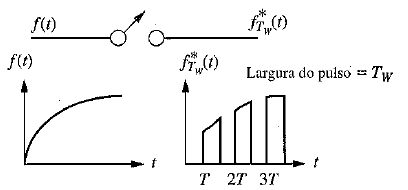 f(t) f*_{T_W}(t)
f(t) f*_{T_W}(t) Largura do pulso = T_W
t t
T 2T 3T